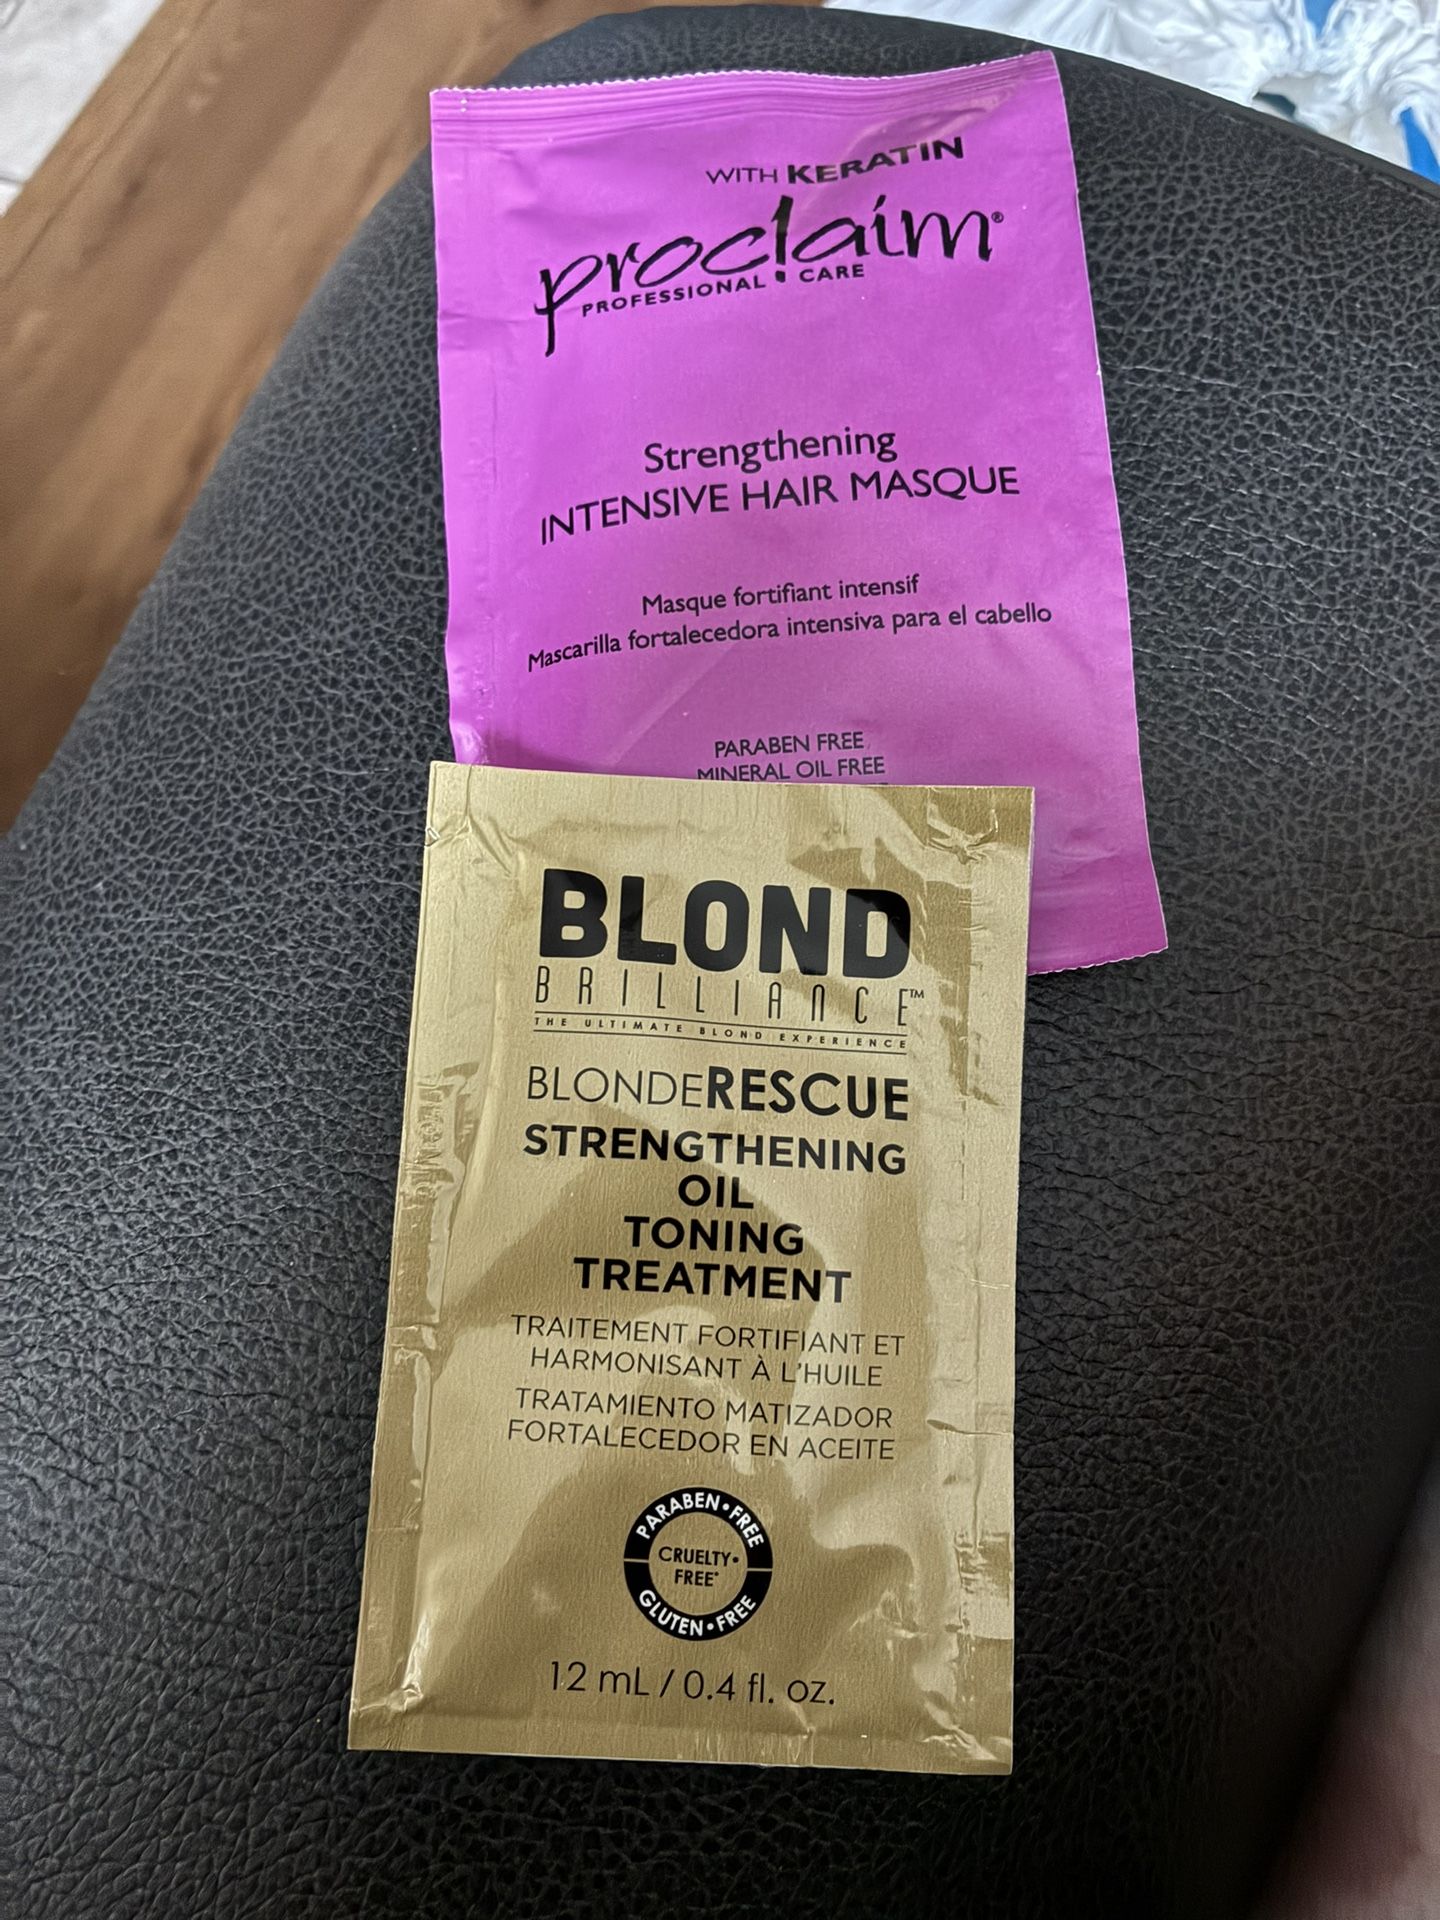 WITH KERATIN
proclaim®
PROFESSIONAL CARE
Strengthening
INTENSIVE HAIR MASQUE
Masque fortifiant intensif
Mascarilla fortalecedora intensiva para el cabello
PARABEN FREE
MINERAL OIL FREE
BLOND
BRILLIANCE™
THE ULTIMATE BLOND EXPERIENCE
BLONDERESCUE
STRENGTHENING
OIL
TONING
TREATMENT
TRAITEMENT FORTIFIANT ET
HARMONISANT À L'HUILE
TRATAMIENTO MATIZADOR
FORTALECEDOR EN ACEITE
PARABEN•FREE
CRUELTY•
FREE*
GLUTEN•FREE
12 mL / 0.4 fl. oz.